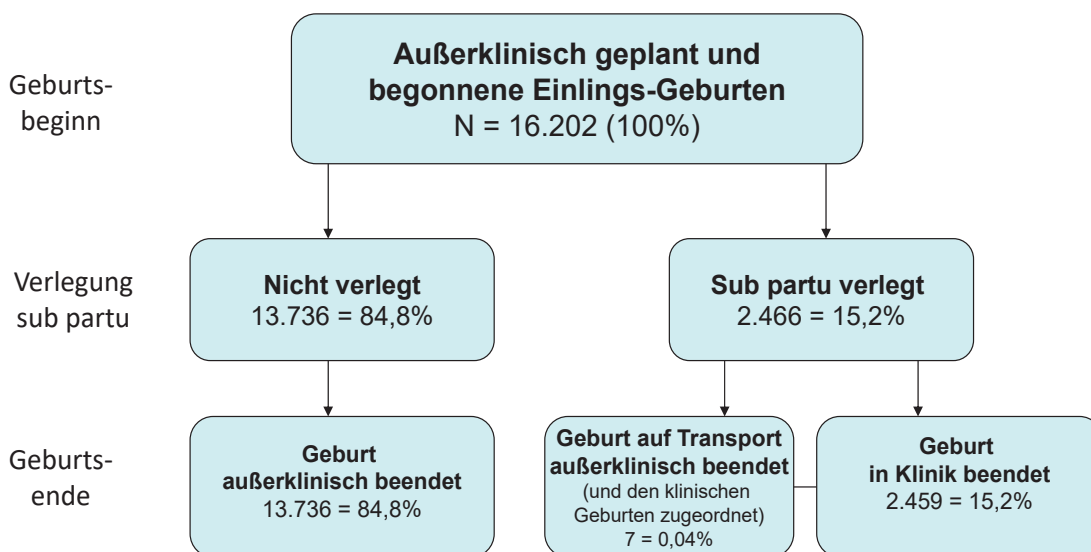 Außerklinisch geplant und
begonnene Einlings-Geburten
N = 16.202 (100%)
Geburts-
beginn
Verlegung
sub partu
Nicht verlegt
13.736 = 84,8%
Sub partu verlegt
2.466 = 15,2%
Geburts-
ende
Geburt
außerklinisch beendet
13.736 = 84,8%
Geburt auf Transport
außerklinisch beendet
(und den klinischen
Geburten zugeordnet)
7 = 0,04%
Geburt
in Klinik beendet
2.459 = 15,2%